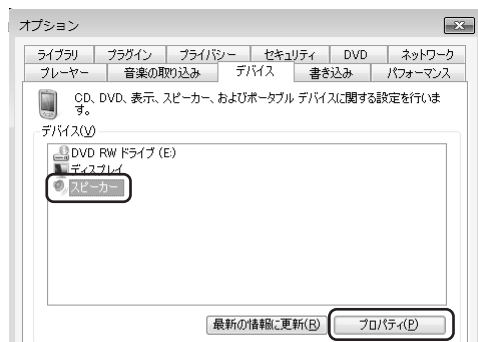 オプション
ライブラリ プラグイン プライバシー セキュリティ DVD ネットワーク
プレーヤー 音楽の取り込み デバイス 書き込み パフォーマンス
CD、DVD、表示、スピーカー、およびポータブル デバイスに関する設定を行いま
す。
デバイス(V)
DVD RW ドライブ (E:)
ディスプレイ
スピーカー
最新の情報に更新(R) プロパティ(P)